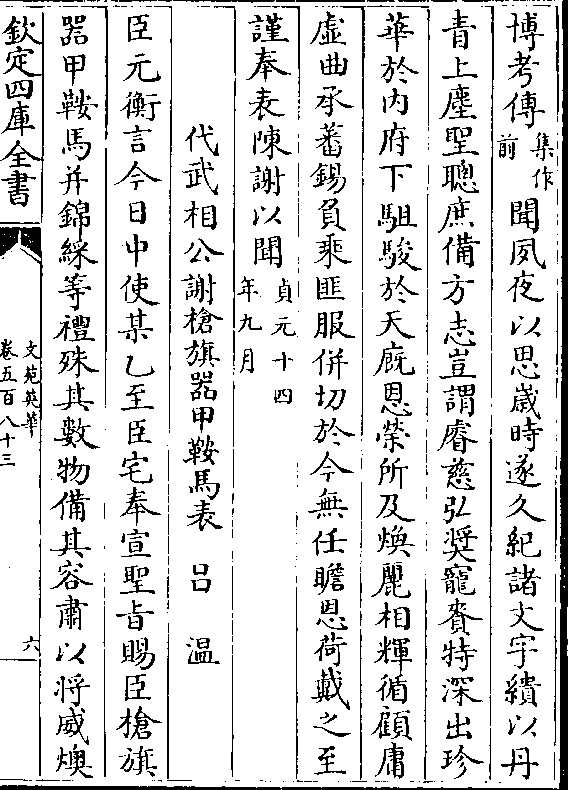 博考傳集作前聞夙夜以思歲時遂久紀諸文字繢以丹
青上塵聖聰庶備方志豈謂睿慈弘奨寵賚特深出珍
華於内府下駔駿於天廐恩榮所及煥麗相輝循顧庸
虚曲承蕃錫負乘匪服併切於今無任瞻恩荷戴之至
謹奉表陳謝以聞貞元十四年九月
代武相公謝槍旗器甲鞍馬表 吕温
臣元衡言今日中使某乙至臣宅奉宣聖旨賜臣槍旗
器甲鞍馬并錦綵等禮殊其數物備其容肅以將威燠
欽定四庫全書
文苑英華
卷五百八十三
六